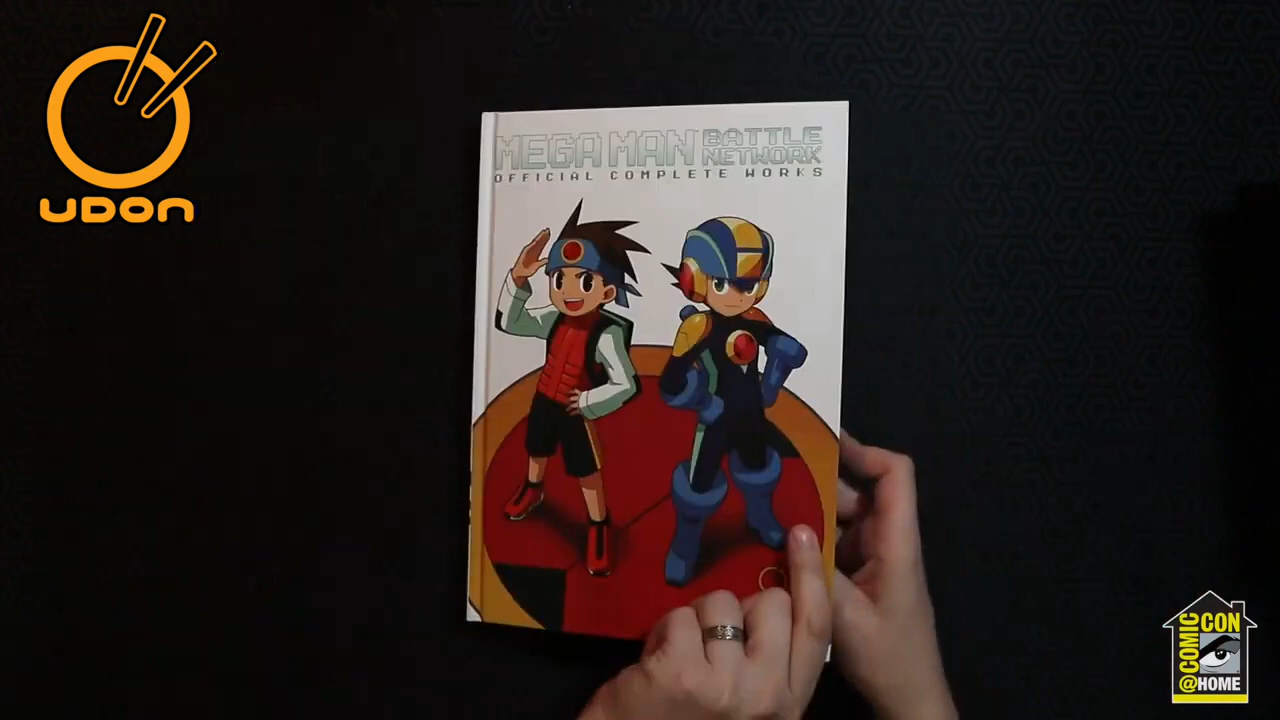 UDON
MEGA MAN BATTLE NETWORK
OFFICIAL COMPLETE WORKS
COMIC CON
@HOME